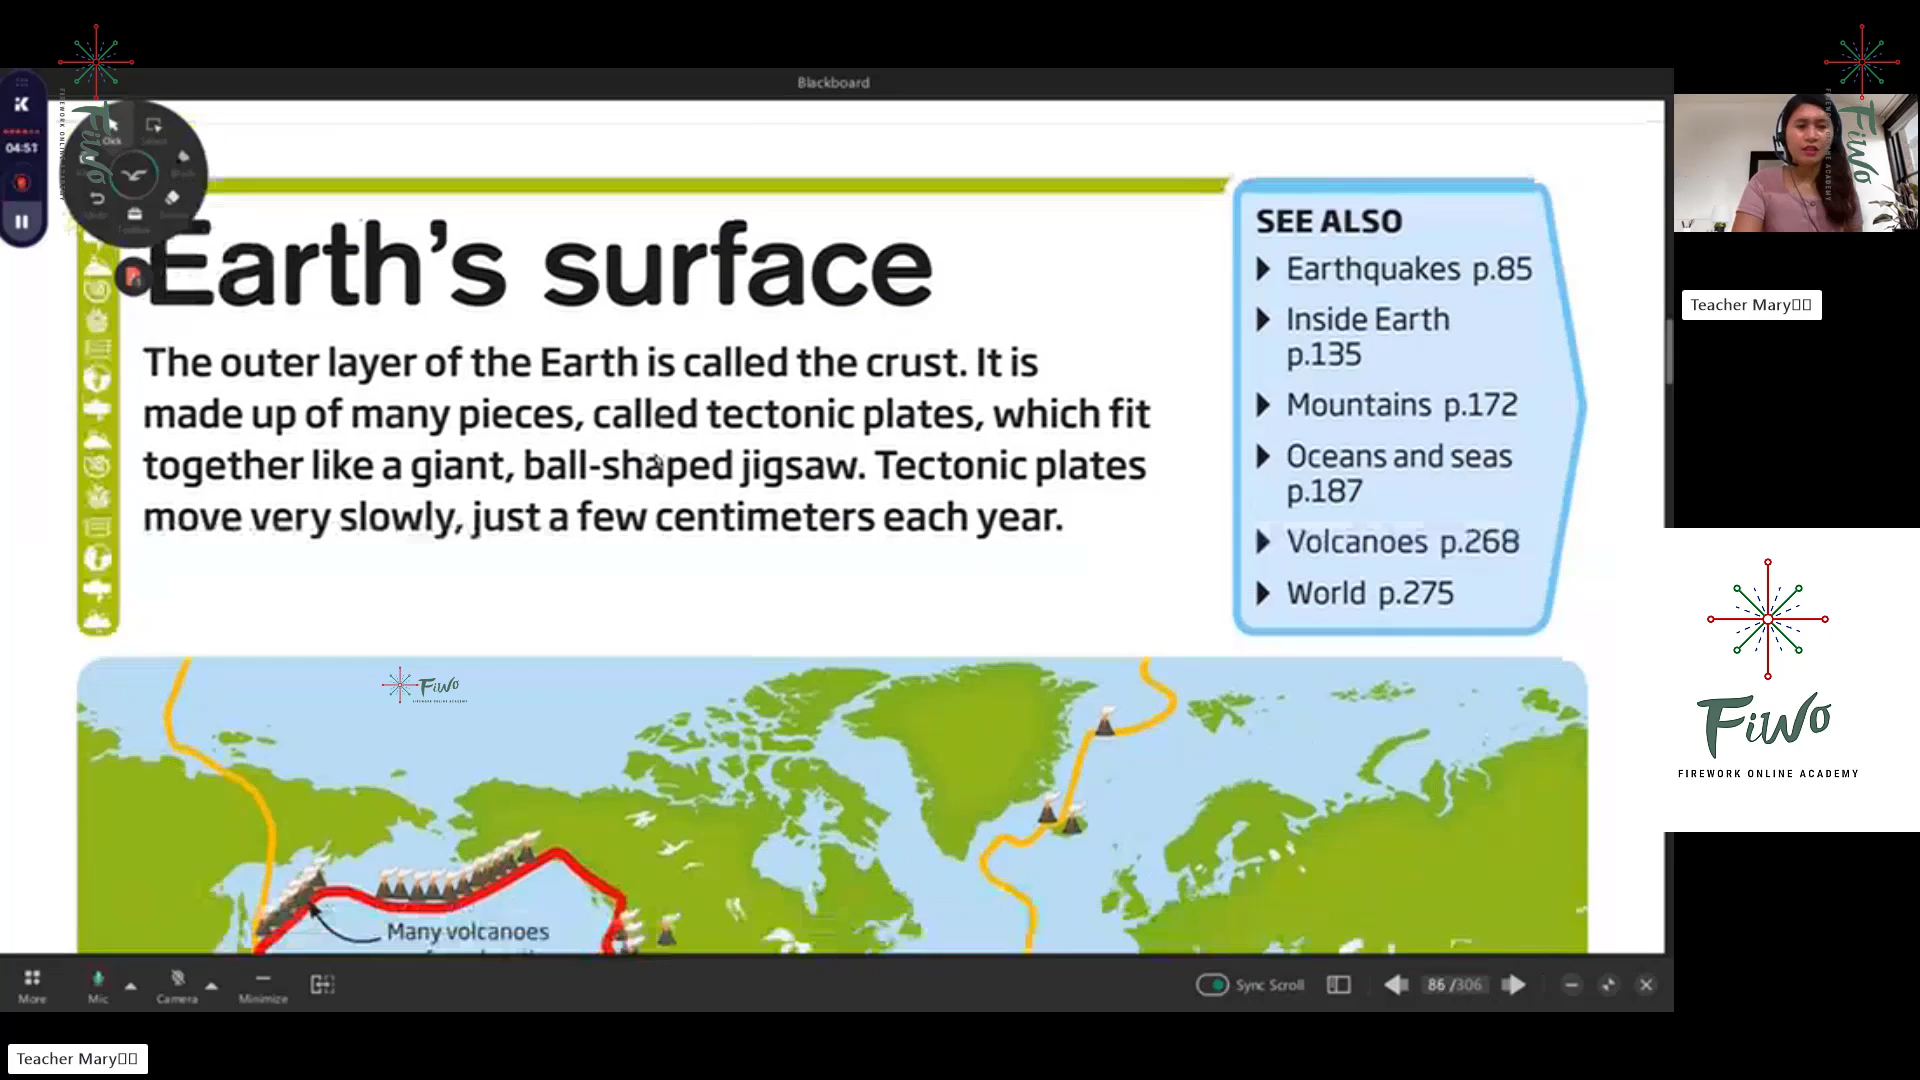 Blackboard
04:51
Click
Select
Earth's surface
The outer layer of the Earth is called the crust. It is
made up of many pieces, called tectonic plates, which fit
together like a giant, ball-shaped jigsaw. Tectonic plates
move very slowly, just a few centimeters each year.
SEE ALSO
Earthquakes p.85
Inside Earth
p.135
Mountains p.172
Oceans and seas
p.187
Volcanoes p.268
World p.275
FiWo
Many volcanoes
Teacher Mary
FiWo
FIREWORK ONLINE ACADEMY
More
Mic
Camera
Minimize
Sync Scroll
86 /306
Teacher Mary